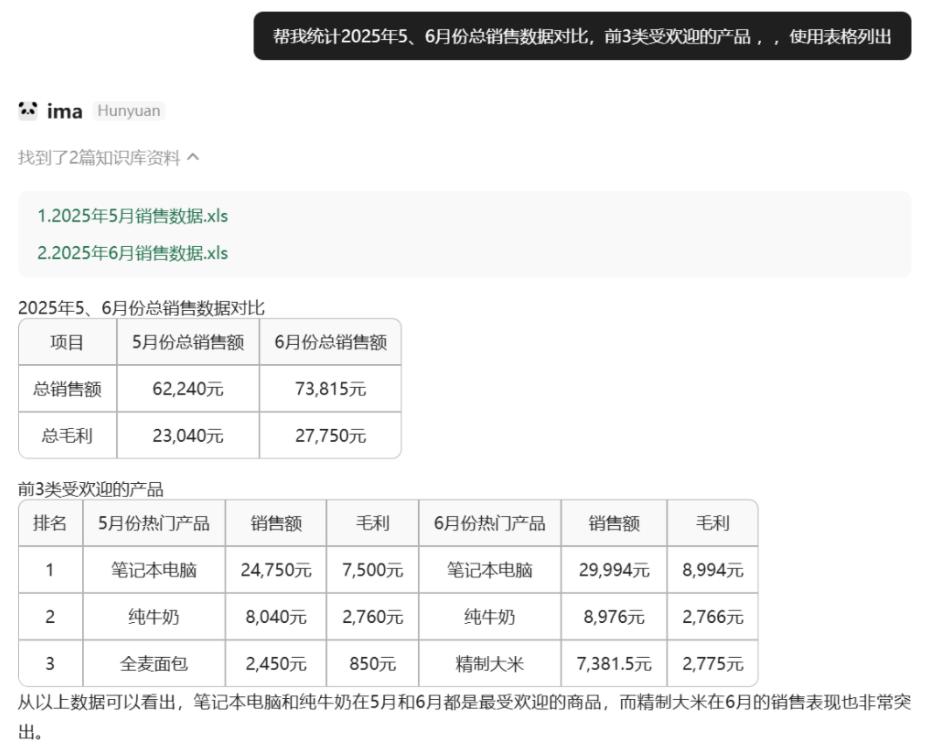 帮我统计2025年5、6月份总销售数据对比，前3类受欢迎的产品，，使用表格列出
ima Hunyuan
找到了2篇知识库资料
1.2025年5月销售数据.xls
2.2025年6月销售数据.xls
2025年5、6月份总销售数据对比
项目 5月份总销售额 6月份总销售额
总销售额 62,240元 73,815元
总毛利 23,040元 27,750元
前3类受欢迎的产品
排名 5月份热门产品 销售额 毛利 6月份热门产品 销售额 毛利
1 笔记本电脑 24,750元 7,500元 笔记本电脑 29,994元 8,994元
2 纯牛奶 8,040元 2,760元 纯牛奶 8,976元 2,766元
3 全麦面包 2,450元 850元 精制大米 7,381.5元 2,775元
从以上数据可以看出，笔记本电脑和纯牛奶在5月和6月都是最受欢迎的商品，而精制大米在6月的销售表现也非常突
出。